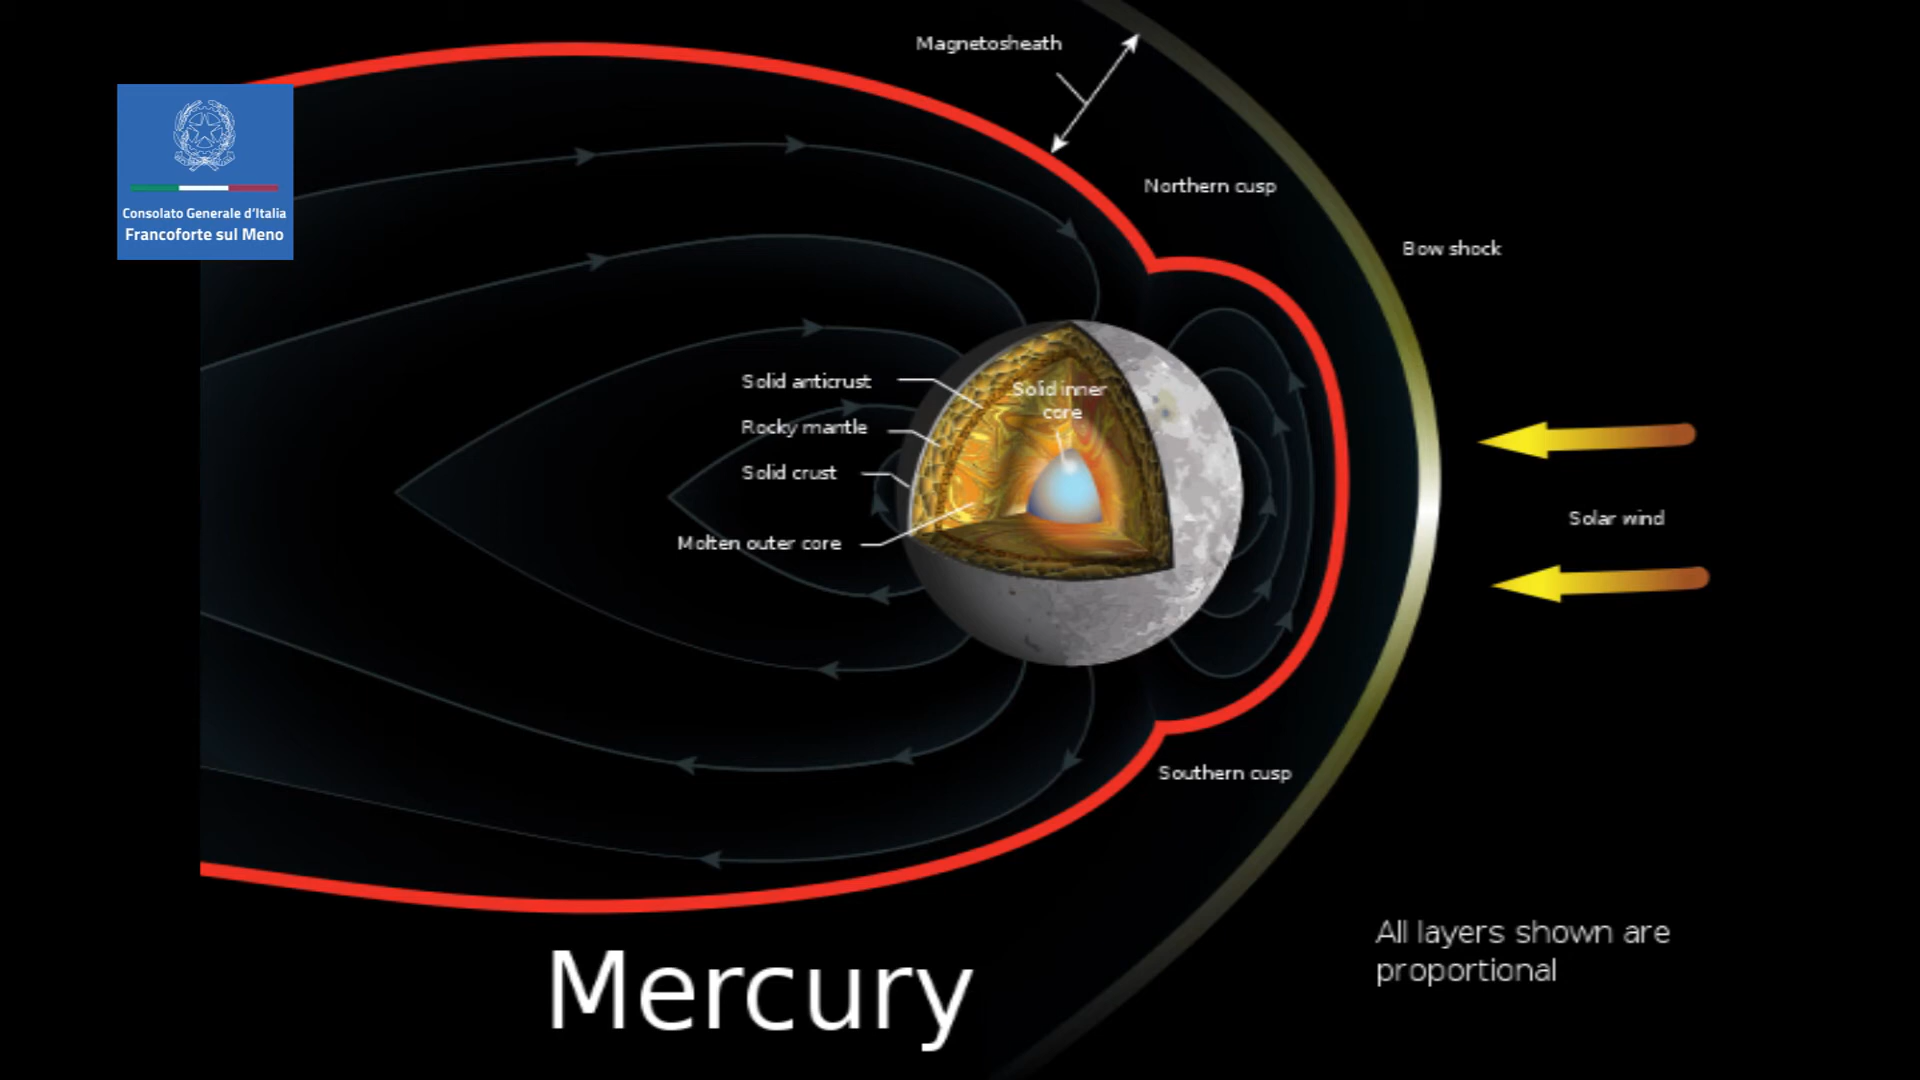 Magnetosheath
Consolato Generale d'Italia
Francoforte sul Meno
Northern cusp
Bow shock
Solid anticrust
Solid inner
core
Rocky mantle
Solid crust
Molten outer core
Solar wind
Southern cusp
All layers shown are
proportional
Mercury